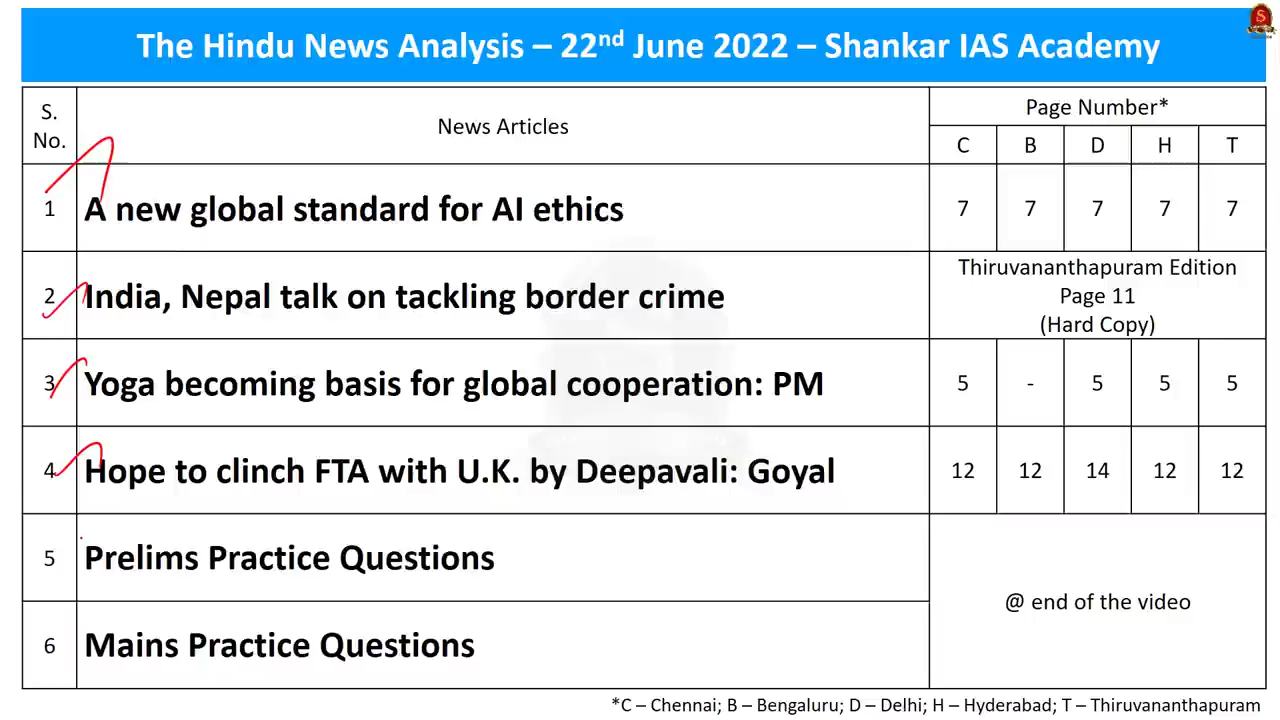 The Hindu News Analysis – 22nd June 2022 – Shankar IAS Academy
S. No.
News Articles
Page Number*
C B D H T
1 A new global standard for AI ethics 7 7 7 7 7
2 India, Nepal talk on tackling border crime Thiruvananthapuram Edition
Page 11
(Hard Copy)
3 Yoga becoming basis for global cooperation: PM 5 - 5 5 5
4 Hope to clinch FTA with U.K. by Deepavali: Goyal 12 12 14 12 12
5 Prelims Practice Questions
@ end of the video
6 Mains Practice Questions
*C – Chennai; B – Bengaluru; D – Delhi; H – Hyderabad; T – Thiruvananthapuram